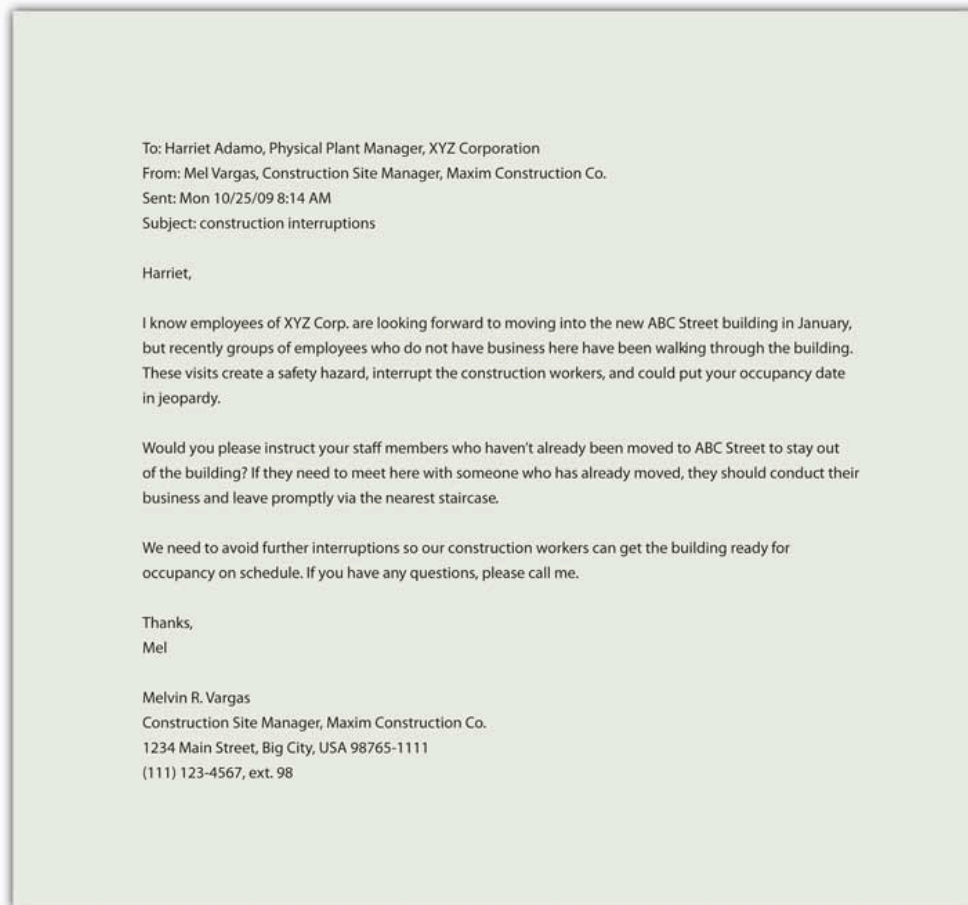 To: Harriet Adamo, Physical Plant Manager, XYZ Corporation
From: Mel Vargas, Construction Site Manager, Maxim Construction Co.
Sent: Mon 10/25/09 8:14 AM
Subject: construction interruptions
Harriet,
I know employees of XYZ Corp. are looking forward to moving into the new ABC Street building in January,
but recently groups of employees who do not have business here have been walking through the building.
These visits create a safety hazard, interrupt the construction workers, and could put your occupancy date
in jeopardy.
Would you please instruct your staff members who haven't already been moved to ABC Street to stay out
of the building? If they need to meet here with someone who has already moved, they should conduct their
business and leave promptly via the nearest staircase.
We need to avoid further interruptions so our construction workers can get the building ready for
occupancy on schedule. If you have any questions, please call me.
Thanks,
Mel
Melvin R. Vargas
Construction Site Manager, Maxim Construction Co.
1234 Main Street, Big City, USA 98765-1111
(111) 123-4567, ext. 98